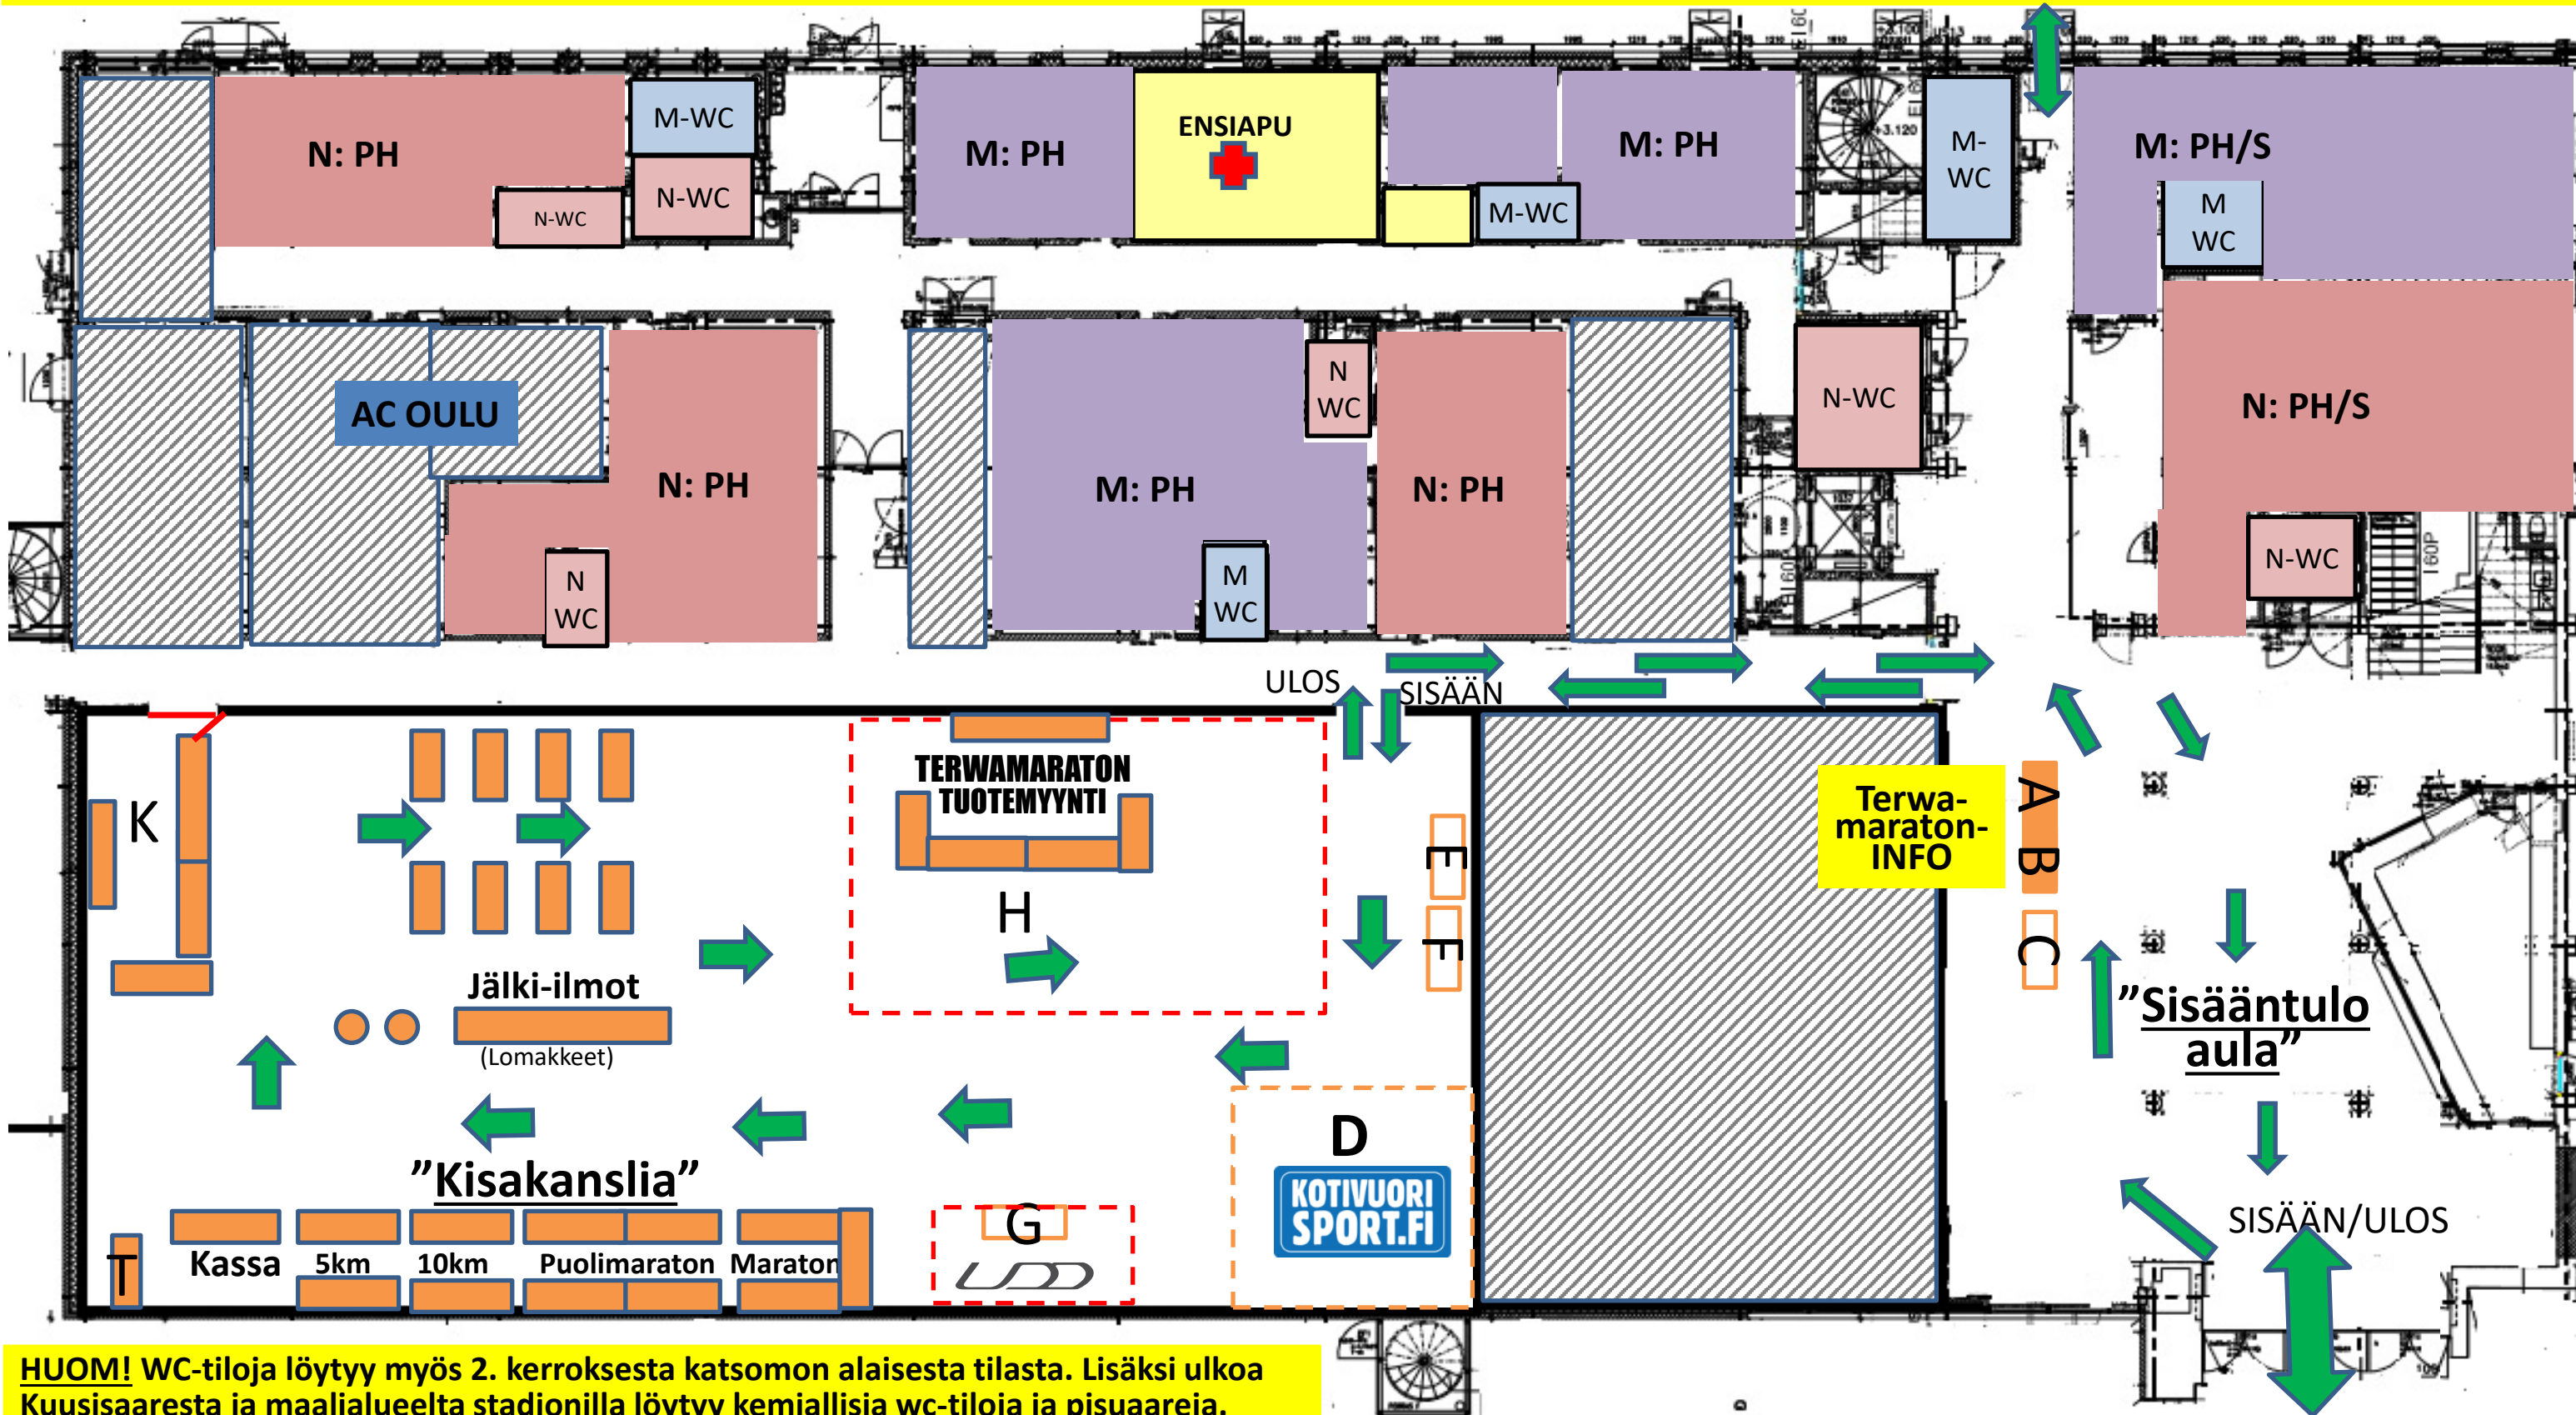 N: PH
M-WC
N-WC
N-WC
M: PH
ENSIAPU
M-WC
M: PH
+3.120
M-
WC
M: PH/S
M
WC
AC OULU
N: PH
N
WC
M: PH
N
WC
M
WC
N: PH
N-WC
N: PH/S
N-WC
ULOS
SISÄÄN
K
TERWAMARATON
TUOTEMYYNTI
H
E
F
Terwa-
maraton-
INFO
A
B
C
Jälki-ilmot
(Lomakkeet)
”Sisääntulo
aula”
”Kisakanslia”
D
KOTIVUORI
SPORT.FI
G
UDD
SISÄÄN/ULOS
T
Kassa
5km
10km
Puolimaraton
Maraton
HUOM! WC-tiloja löytyy myös 2. kerroksesta katsomon alaisesta tilasta. Lisäksi ulkoa
Kuusisaaresta ja maalialueelta stadionilla löytyy kemiallisia wc-tiloja ja pisuaareja.